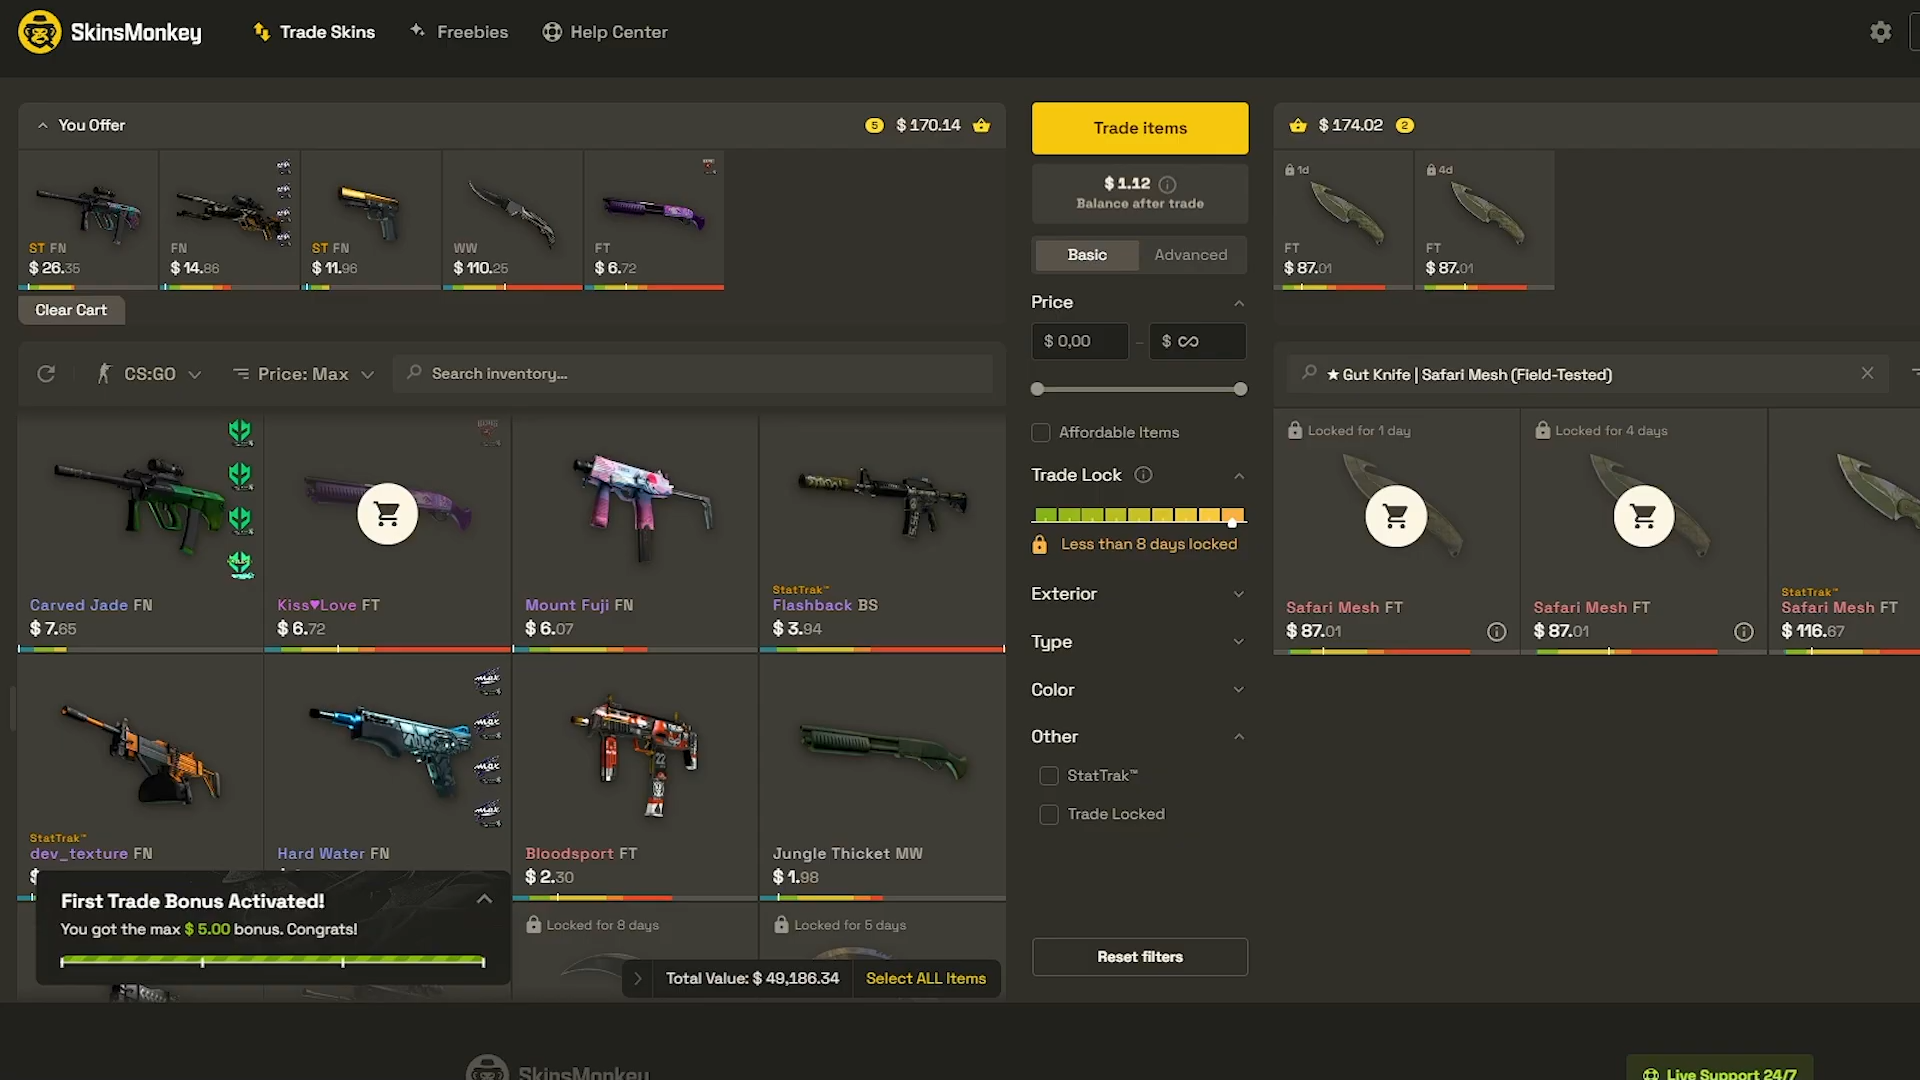 SkinsMonkey
Trade Skins
Freebies
Help Center
You Offer
5
$ 170.14
ST FN
$ 26.35
FN
$ 14.86
ST FN
$ 11.96
WW
$ 110.25
FT
$ 6.72
Clear Cart
Trade items
$ 1.12
Balance after trade
Basic
Advanced
$ 174.02
2
1d
FT
$ 87.01
4d
FT
$ 87.01
CS:GO
Price: Max
Search inventory...
Carved Jade FN
$ 7.65
Kiss♥Love FT
$ 6.72
Mount Fuji FN
$ 6.07
StatTrak™
Flashback BS
$ 3.94
StatTrak™
dev_texture FN
$
Hard Water FN
Bloodsport FT
$ 2.30
Jungle Thicket MW
$ 1.98
Locked for 8 days
Locked for 5 days
First Trade Bonus Activated!
You got the max $ 5.00 bonus. Congrats!
Total Value: $ 49,186.34
Select ALL Items
Price
$ 0,00
–
$ ∞
Affordable Items
Trade Lock
Less than 8 days locked
Exterior
Type
Color
Other
StatTrak™
Trade Locked
Reset filters
★ Gut Knife | Safari Mesh (Field-Tested)
Locked for 1 day
Safari Mesh FT
$ 87.01
Locked for 4 days
Safari Mesh FT
$ 87.01
StatTrak™
Safari Mesh FT
$ 116.67
SkinsMonkey
Live Support 24/7